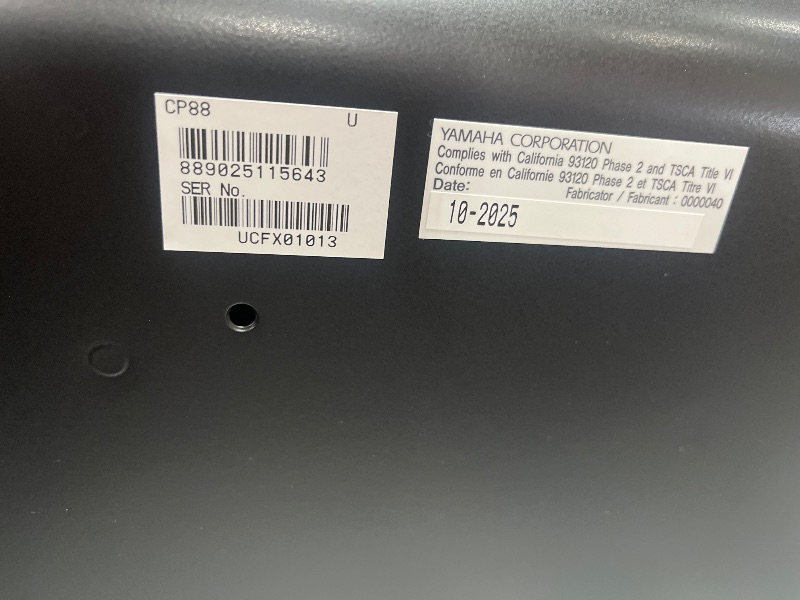 CP88 U
889025115643
SER No.
UCFX01013
YAMAHA CORPORATION
Complies with California 93120 Phase 2 and TSCA Title VI
Conforme en Californie 93120 Phase 2 et TSCA Titre VI
Date: Fabricator / Fabricant : 0000040
10-2025